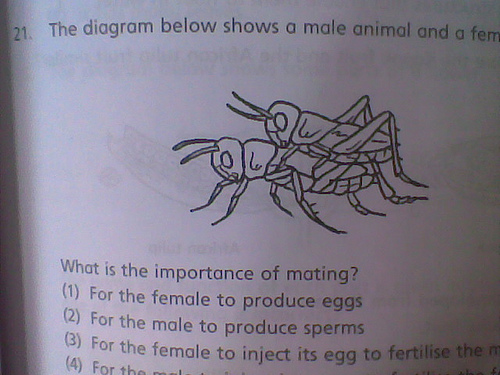 21. The diagram below shows a male animal and a fem
What is the importance of mating?
(1) For the female to produce eggs
(2) For the male to produce sperms
(3) For the female to inject its egg to fertilise the m
(4) For the male to